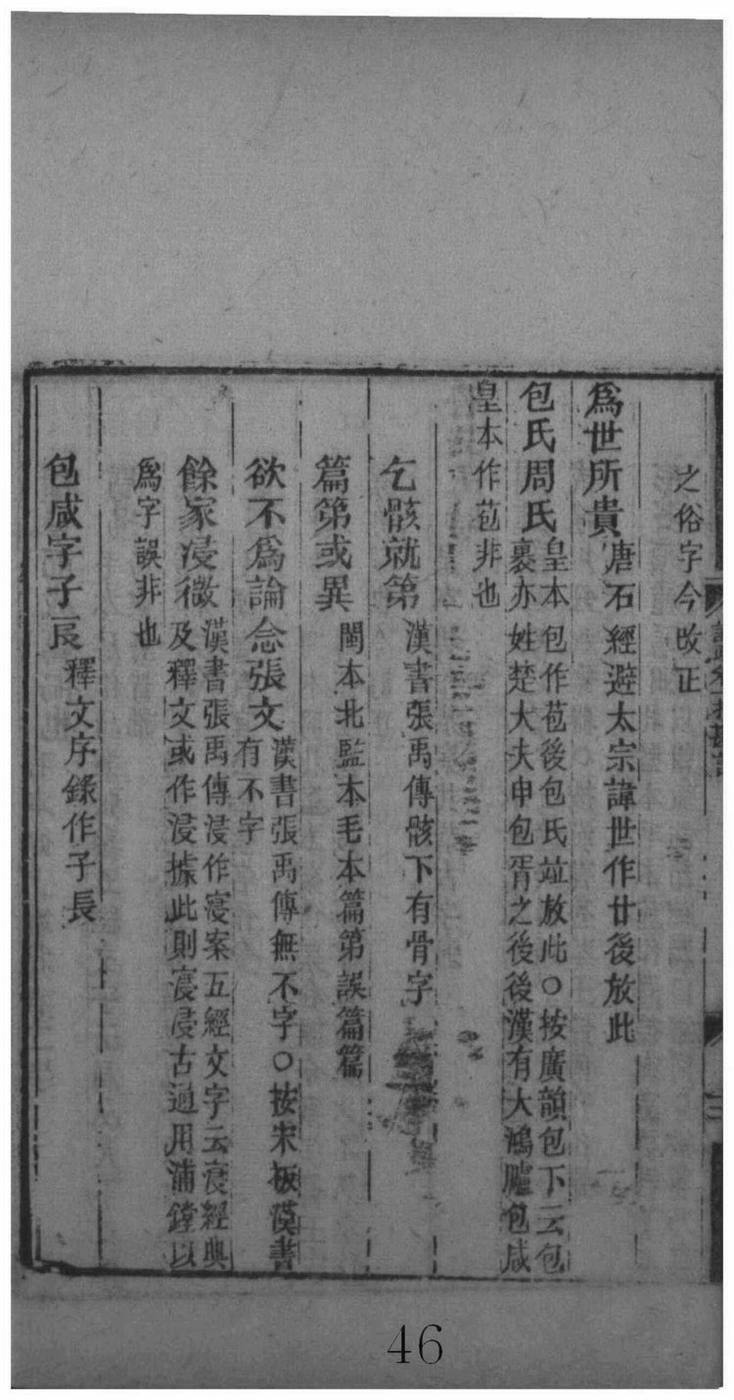 之俗字今改正
爲世所貴唐石經避太宗諱世作廿後放此
包氏周氏皇本包作苞後包氏竝放此○按廣韻包下云包
裹亦姓楚大夫申包胥之後後漢有大鴻臚包咸
皇本作苞非也
乞骸就第漢書張禹傳骸下有骨字
篇第或異閩本北監本毛本篇第誤篇篇
欲不爲論念張文漢書張禹傳無不字○按宋板漢書
有不字
餘家浸微漢書張禹傳浸作寖案五經文字云寖經典
及釋文或作浸據此則寖浸古通用浦鏜以
爲字誤非也
包咸字子長釋文序錄作子長
46